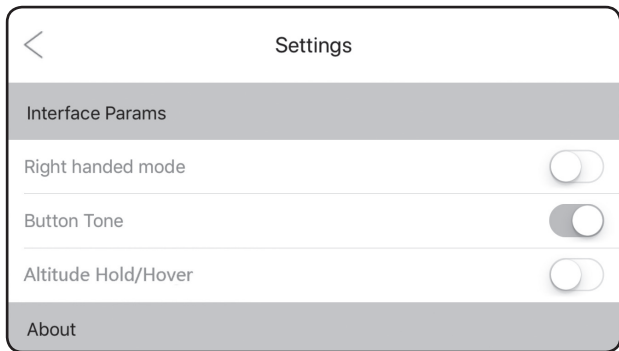 Settings
Interface Params
Right handed mode
Button Tone
Altitude Hold/Hover
About